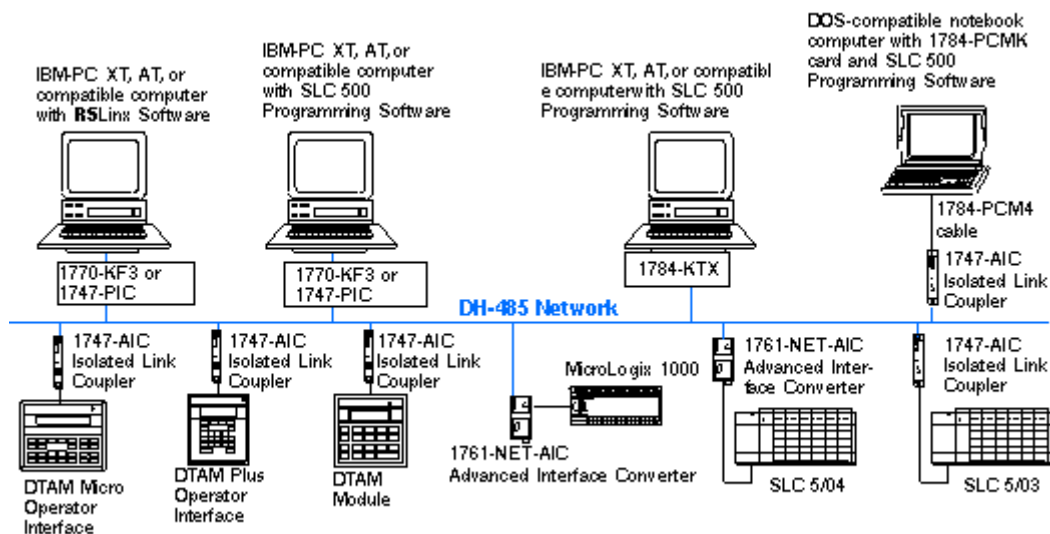 IBM-PC XT, AT, or
compatible computer
with RSLinx Software
IBM-PC XT, AT, or
compatible computer
with SLC 500
Programming Software
IBM-PC XT, AT, or compatibl
e computerwith SLC 500
Programming Software
DOS-compatible notebook
computer with 1784-PCMK
card and SLC 500
Programming Software
1784-PCM4
cable
1770-KF3 or
1747-PIC
1770-KF3 or
1747-PIC
1784-KTX
1747-AIC
Isolated Link
Coupler
DH-485 Network
1747-AIC
Isolated Link
Coupler
1747-AIC
Isolated Link
Coupler
1747-AIC
Isolated Link
Coupler
MicroLogix 1000
1761-NET-AIC
Advanced Inter-
face Converter
1747-AIC
Isolated Link
Coupler
1761-NET-AIC
Advanced Interface Converter
DTAM Micro
Operator
Interface
DTAM Plus
Operator
Interface
DTAM
Module
SLC 5/04
SLC 5/03